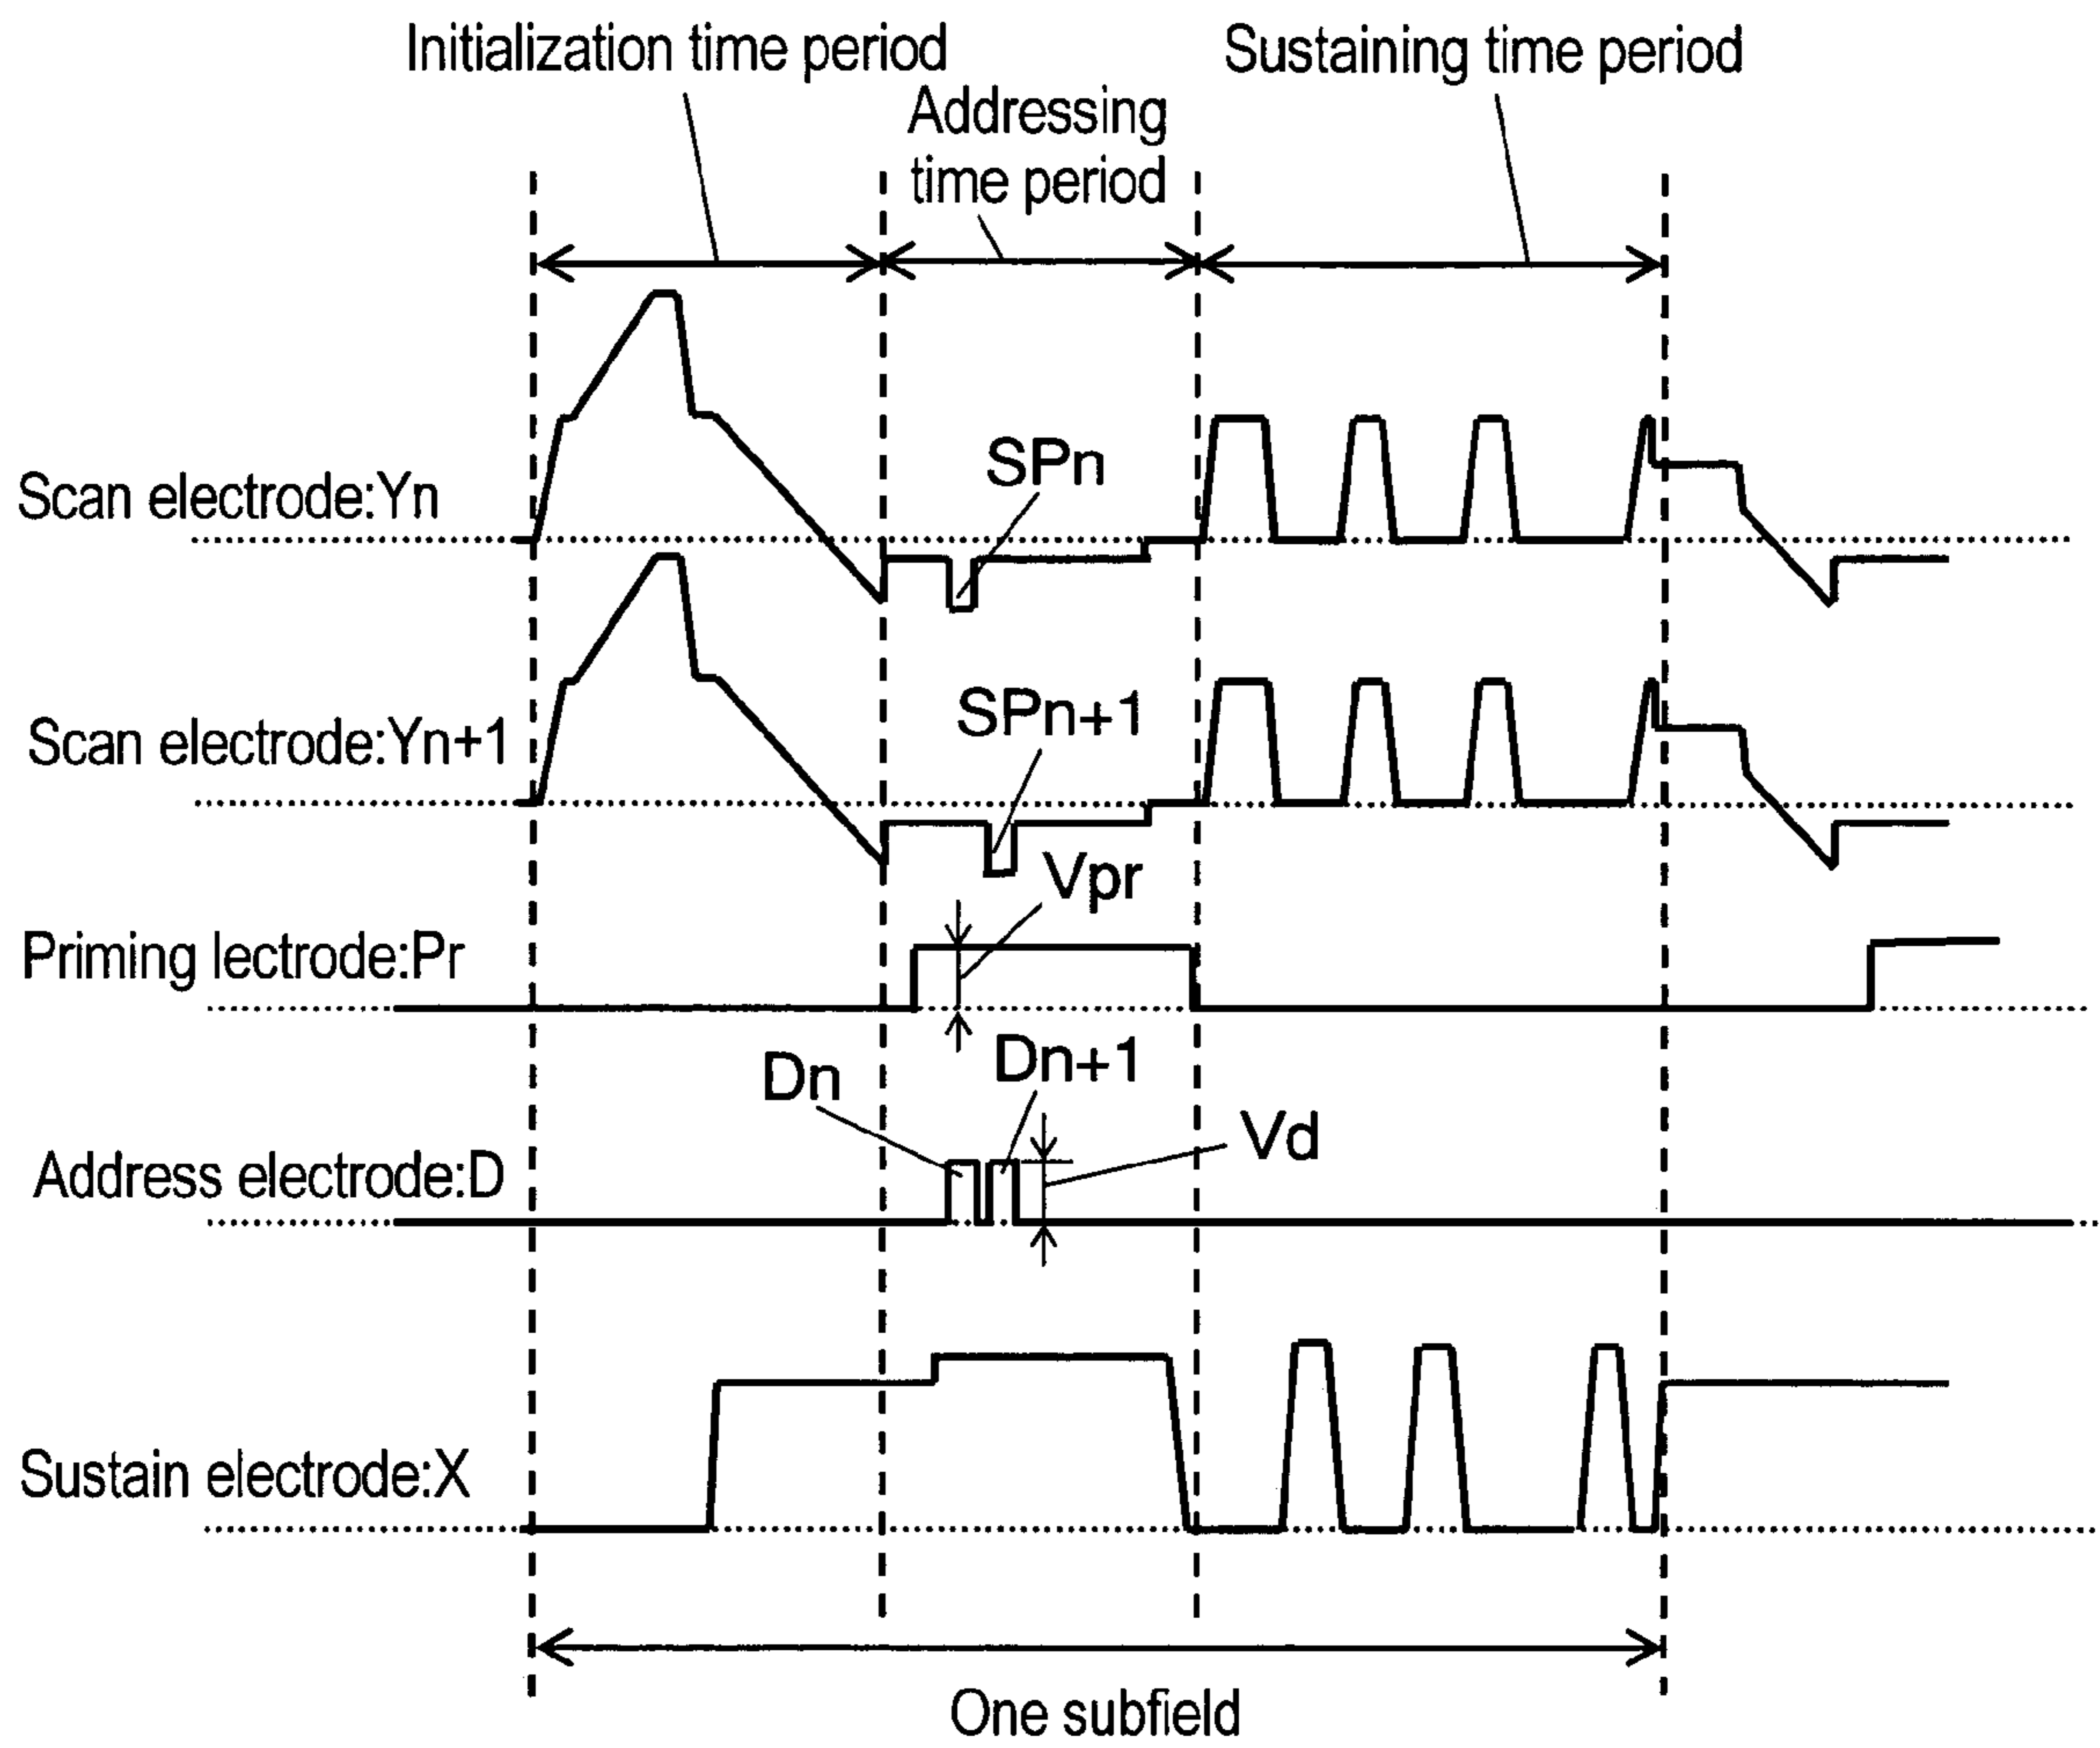 Initialization time period
Sustaining time period
Addressing
time period
SPn
Scan electrode:Yn
SPn+1
Scan electrode:Yn+1
Vpr
Priming lectrode:Pr
Dn
Dn+1
Vd
Address electrode:D
Sustain electrode:X
One subfield